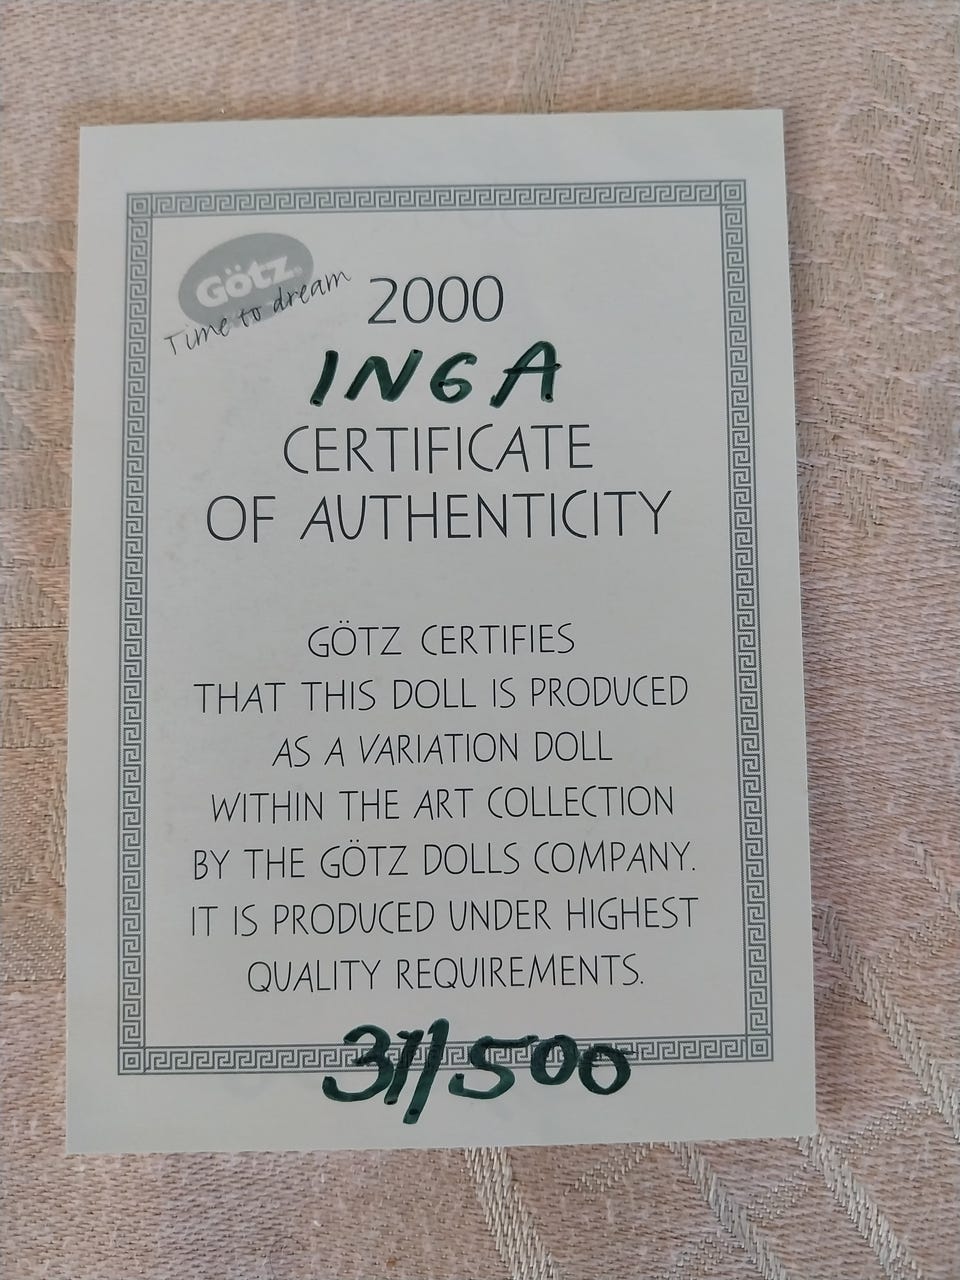 Götz
Time to dream
2000
INGA
CERTIFICATE
OF AUTHENTICITY
GÖTZ CERTIFIES
THAT THIS DOLL IS PRODUCED
AS A VARIATION DOLL
WITHIN THE ART COLLECTION
BY THE GÖTZ DOLLS COMPANY.
IT IS PRODUCED UNDER HIGHEST
QUALITY REQUIREMENTS.
31/500